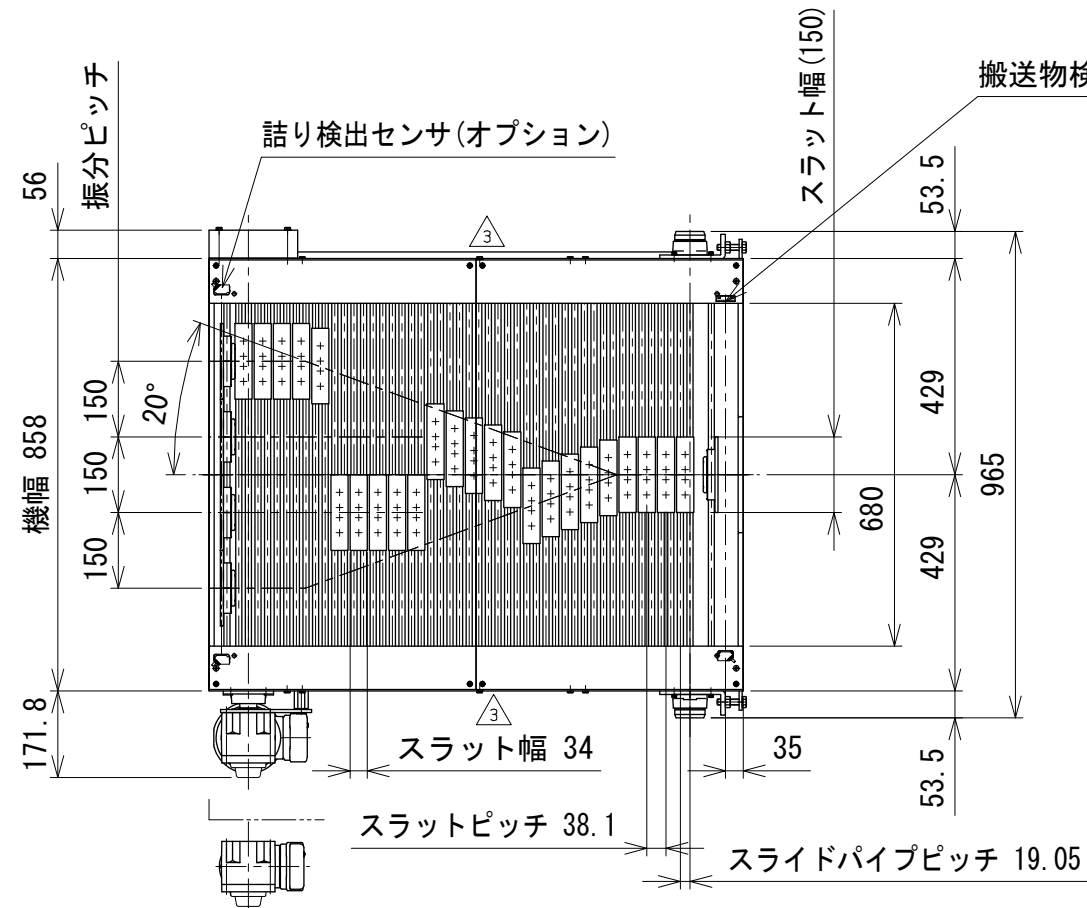 搬送物検
スラット幅(150)
振分ピッチ
詰り検出センサ(オプション)
56
53.5
3
150
150
150
20°
機幅 858
429
429
680
965
171.8
3
スラット幅 34
35
53.5
スラットピッチ 38.1
スライドパイプピッチ 19.05